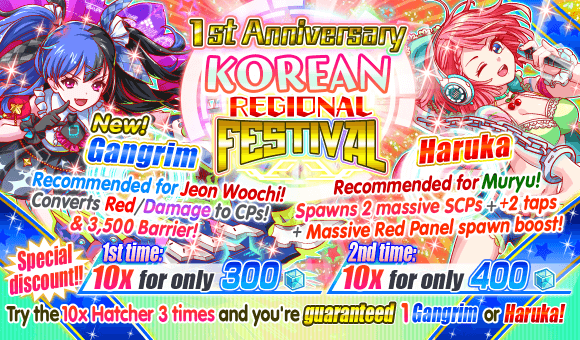 1st Anniversary
KOREAN
REGIONAL
FESTIVAL
New!
Gangrim
Recommended for Jeon Woochi!
Converts Red/Damage to CPs!
& 3,500 Barrier!
Haruka
Recommended for Muryu!
Spawns 2 massive SCPs + +2 taps
+ Massive Red Panel spawn boost!
Special
discount!!
1st time:
10x for only 300
2nd time:
10x for only 400
Try the 10x Hatcher 3 times and you're guaranteed 1 Gangrim or Haruka!